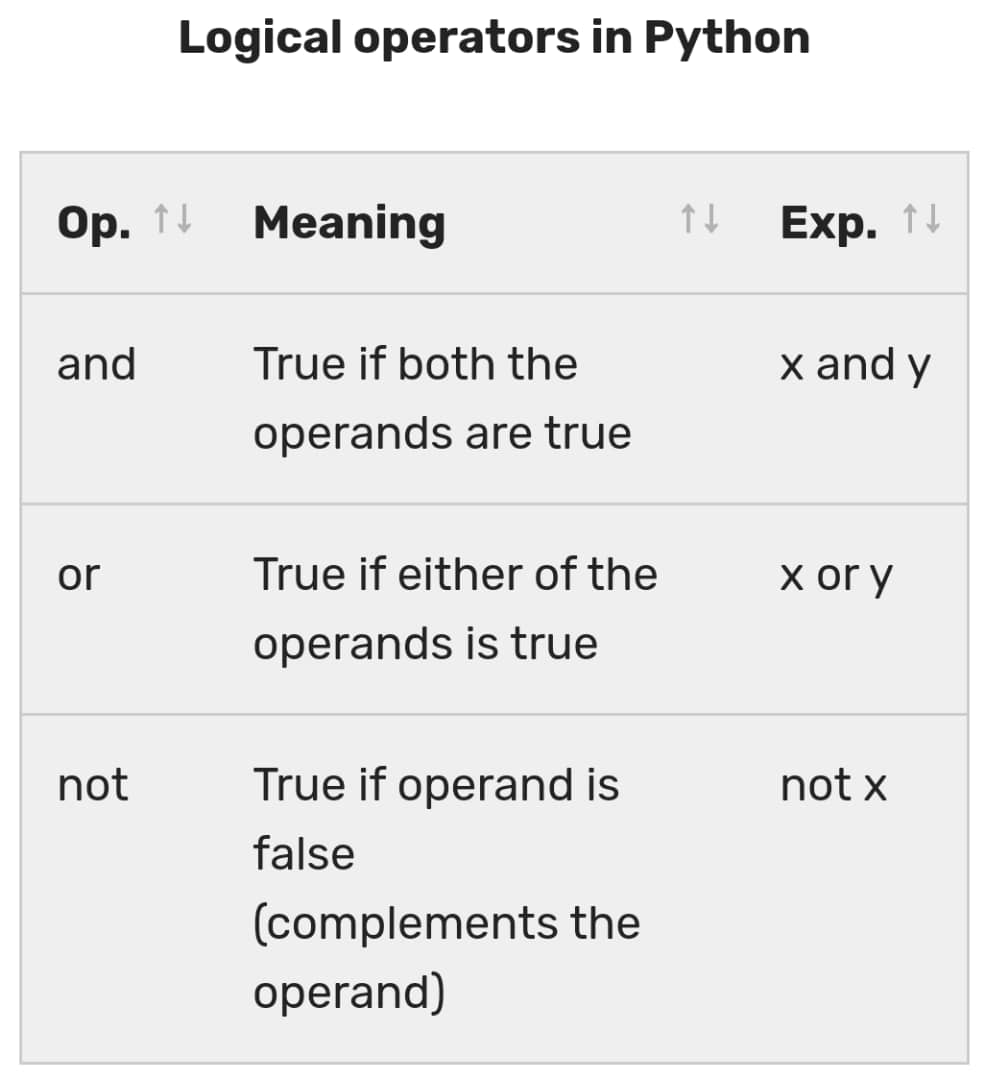 Logical operators in Python
Op. ↑↓ Meaning ↑↓ Exp. ↑↓
and True if both the x and y
operands are true
or True if either of the x or y
operands is true
not True if operand is not x
false
(complements the
operand)